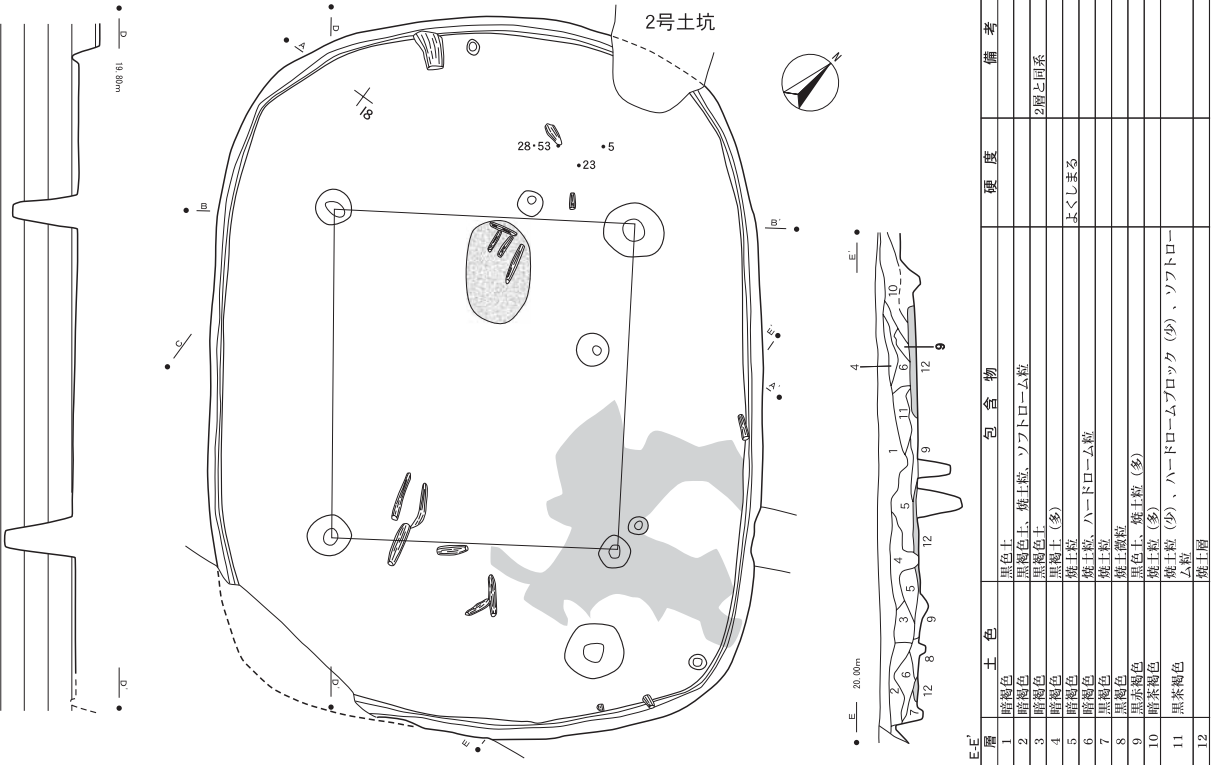 2号土坑
N
D
D
A
19.80m
18
28・53
5
23
B
B'
C
E'
A'
D'
D'
E
E'
10
9
4
6
12
11
1
9
5
12
4
5
3
9
8
2
6
12
7
E
20.00m
E-E'
層 土色 包含物 硬度 備考
1 暗褐色 黒色土
2 暗褐色 黒褐色土、焼土粒、ソフトローム粒
3 暗褐色 黒褐色土 2層と同系
4 暗褐色 黒褐土(多)
5 暗褐色 焼土粒 よくしまる
6 暗褐色 焼土粒、ハードローム粒
7 黒褐色 焼土粒
8 黒褐色 焼土微粒
9 黒赤褐色 黒色土、焼土粒(多)
10 暗茶褐色 焼土粒(多)
11 黒茶褐色 焼土粒(少)、ハードロームブロック(少)、ソフトロー
ム粒
12 焼土層